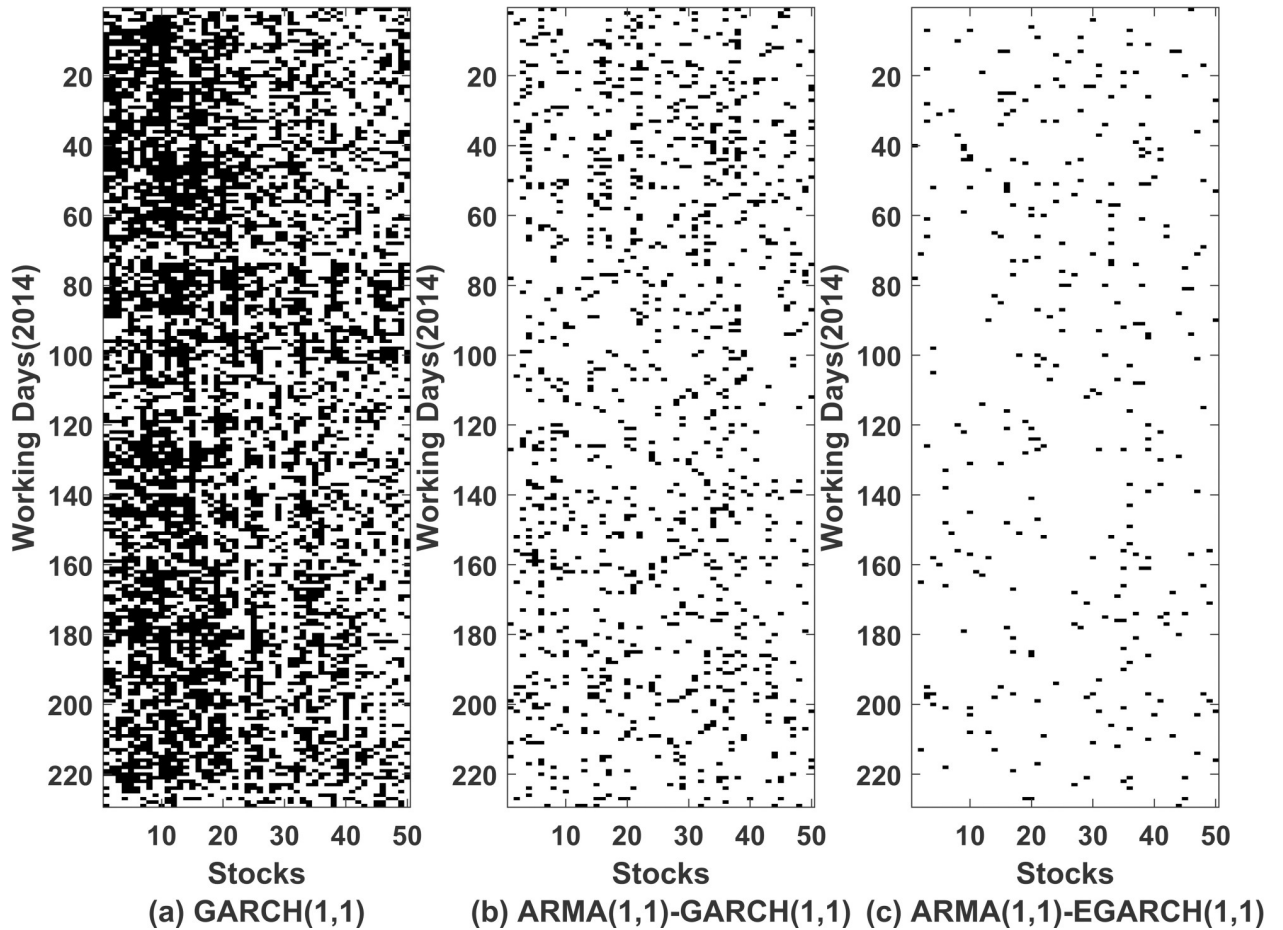 Working Days(2014)
20
40
60
80
100
120
140
160
180
200
220
10 20 30 40 50
Stocks
(a) GARCH(1,1)
Working Days(2014)
20
40
60
80
100
120
140
160
180
200
220
10 20 30 40 50
Stocks
(b) ARMA(1,1)-GARCH(1,1)
Working Days(2014)
20
40
60
80
100
120
140
160
180
200
220
10 20 30 40 50
Stocks
(c) ARMA(1,1)-EGARCH(1,1)